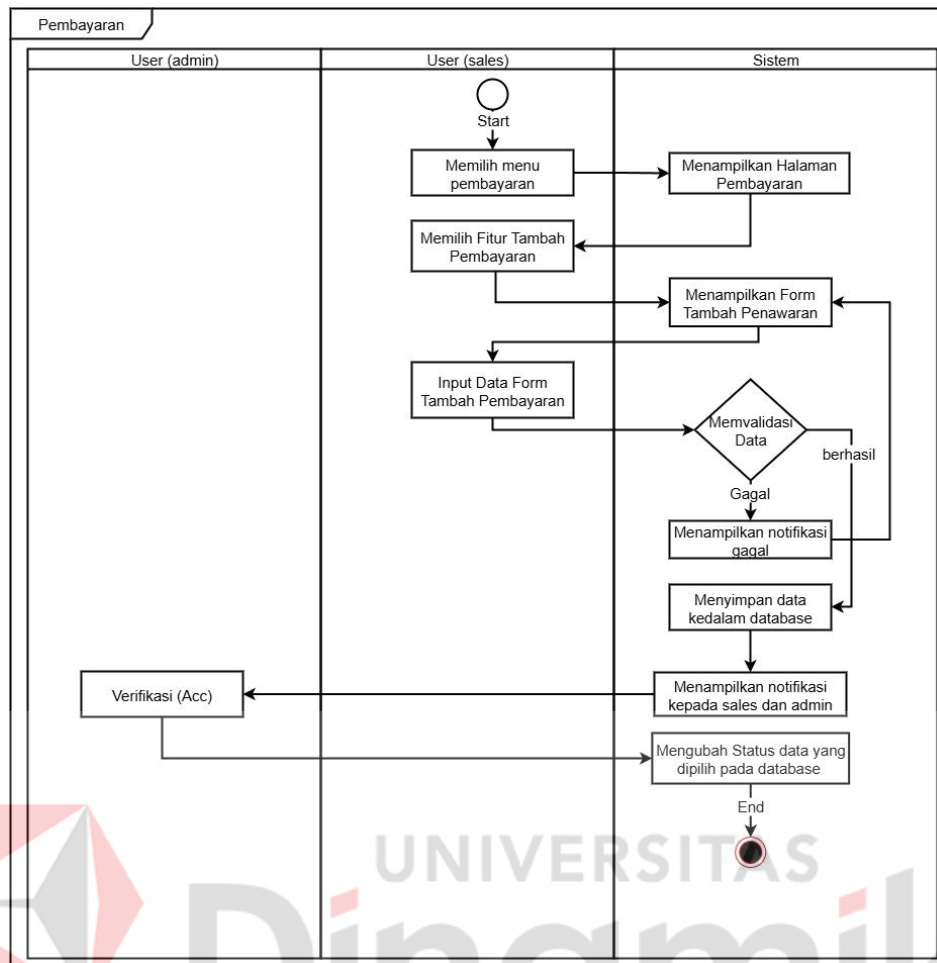 Pembayaran
User (admin)
User (sales)
Sistem
Start
Memilih menu
pembayaran
Menampilkan Halaman
Pembayaran
Memilih Fitur Tambah
Pembayaran
Menampilkan Form
Tambah Penawaran
Input Data Form
Tambah Pembayaran
Memvalidasi
Data
berhasil
Gagal
Menampilkan notifikasi
gagal
Menyimpan data
kedalam database
Verifikasi (Acc)
Menampilkan notifikasi
kepada sales dan admin
Mengubah Status data yang
dipilih pada database
End
UNIVERSITAS